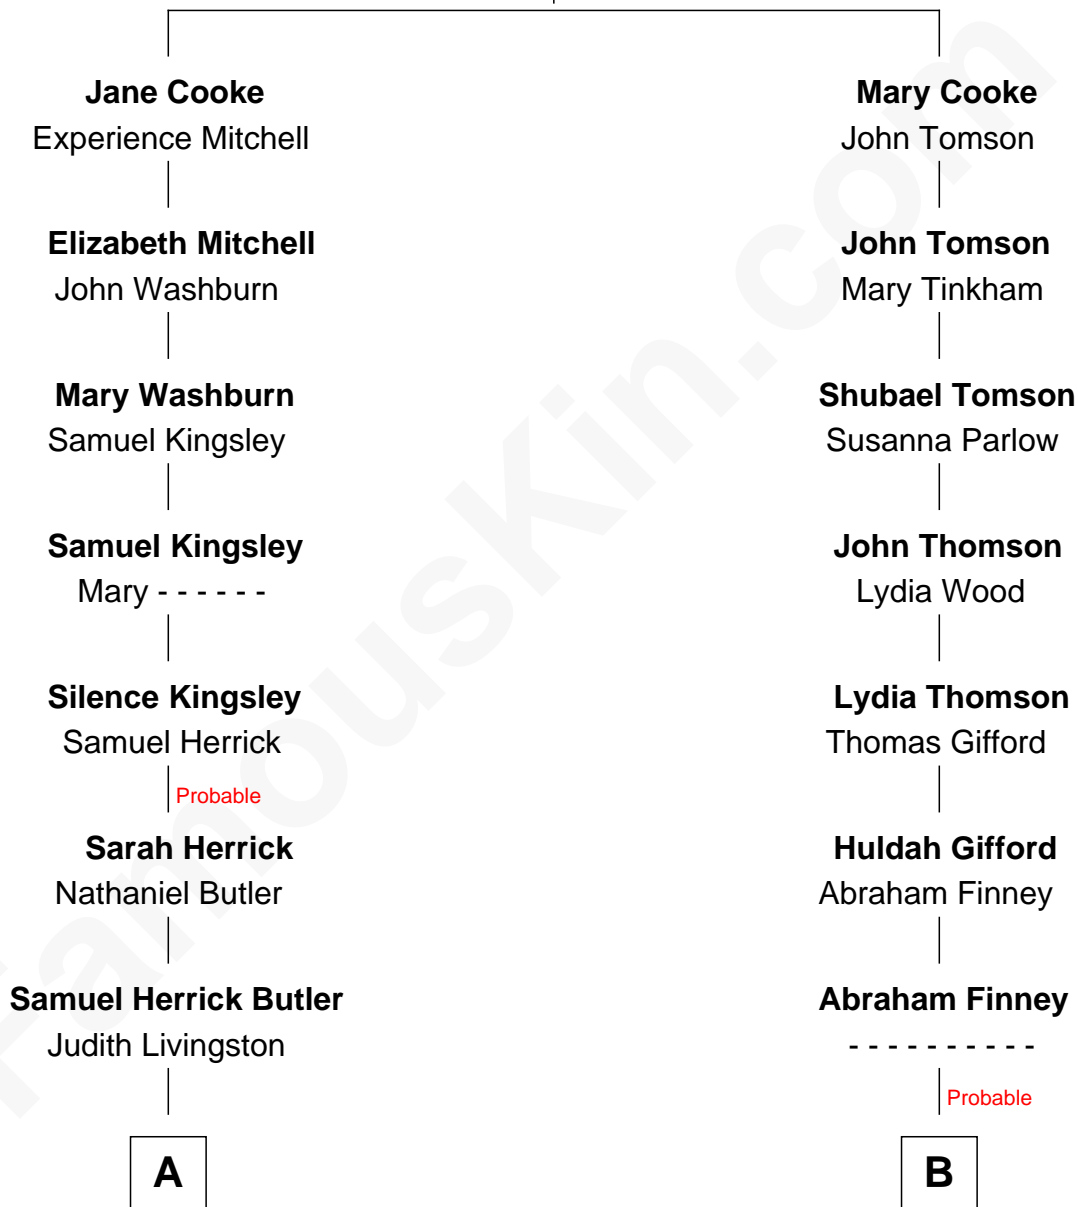 Jane Cooke
Experience Mitchell
Elizabeth Mitchell
John Washburn
Mary Washburn
Samuel Kingsley
Samuel Kingsley
Mary - - - - - -
Silence Kingsley
Samuel Herrick
Probable
Sarah Herrick
Nathaniel Butler
Samuel Herrick Butler
Judith Livingston
A
Mary Cooke
John Tomson
John Tomson
Mary Tinkham
Shubael Tomson
Susanna Parlow
John Thomson
Lydia Wood
Lydia Thomson
Thomas Gifford
Huldah Gifford
Abraham Finney
Abraham Finney
- - - - - - - - - -
Probable
B
FamousKin.com